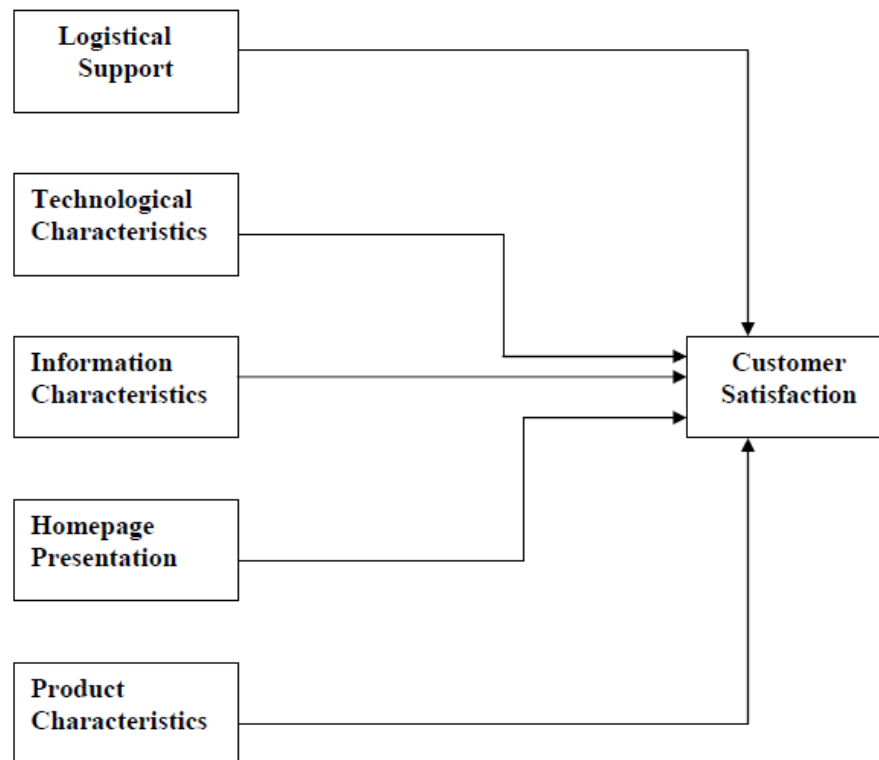 Logistical
Support
Technological
Characteristics
Information
Characteristics
Customer
Satisfaction
Homepage
Presentation
Product
Characteristics